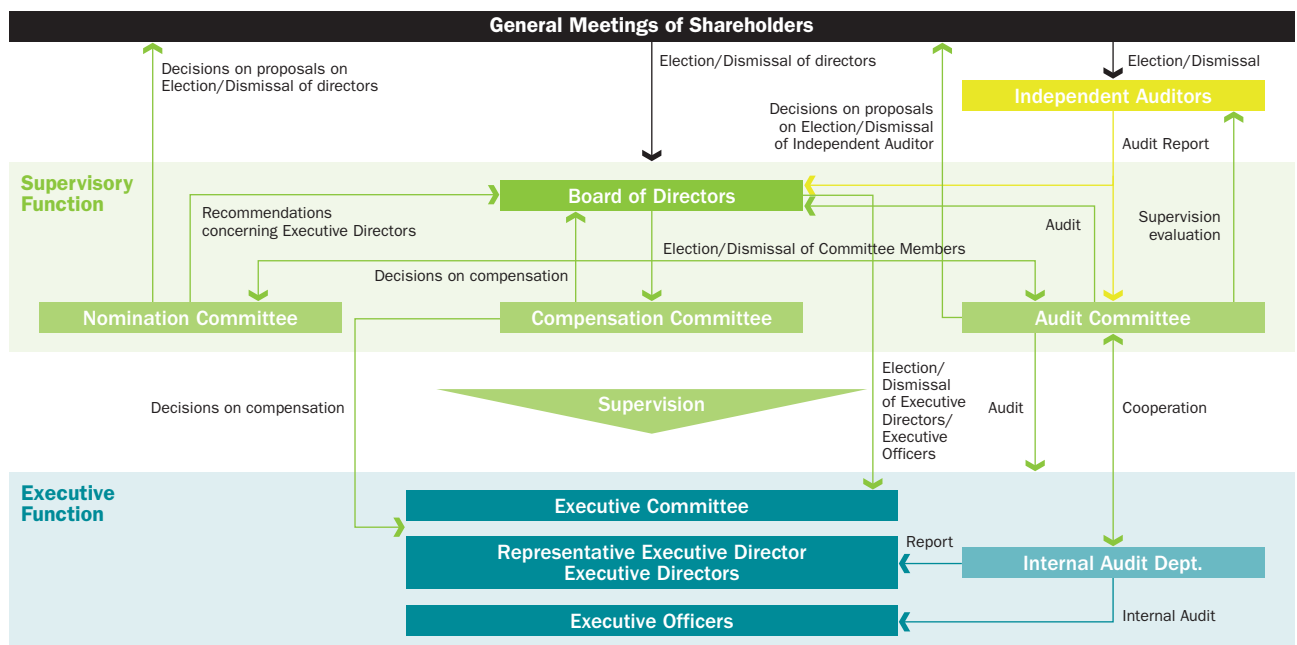 General Meetings of Shareholders
Decisions on proposals on
Election/Dismissal of directors
Election/Dismissal of directors
Election/Dismissal
Independent Auditors
Decisions on proposals
on Election/Dismissal
of Independent Auditor
Audit Report
Supervisory
Function
Board of Directors
Recommendations
concerning Executive Directors
Audit
Supervision
evaluation
Election/Dismissal of Committee Members
Decisions on compensation
Nomination Committee
Compensation Committee
Audit Committee
Decisions on compensation
Supervision
Election/
Dismissal
of Executive
Directors/
Executive
Officers
Audit
Cooperation
Executive
Function
Executive Committee
Representative Executive Director
Executive Directors
Report
Internal Audit Dept.
Executive Officers
Internal Audit